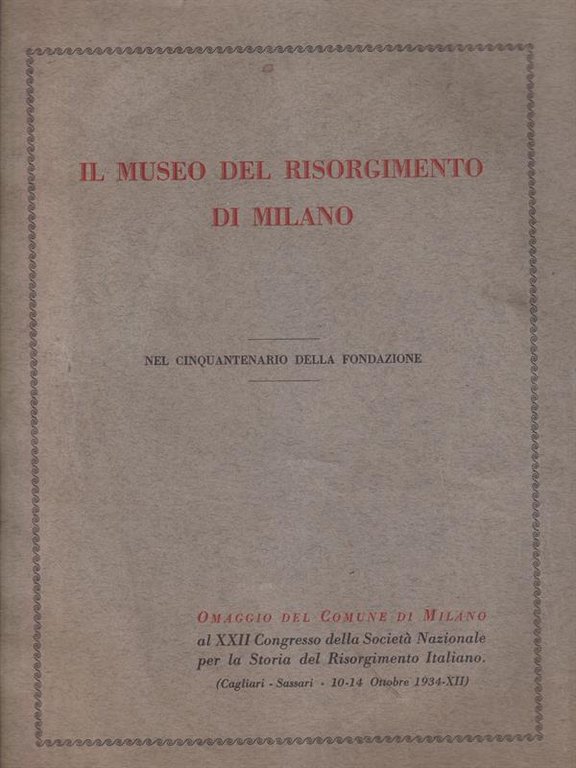 IL MUSEO DEL RISORGIMENTO
DI MILANO
NEL CINQUANTENARIO DELLA FONDAZIONE
OMAGGIO DEL COMUNE DI MILANO
al XXII Congresso della Società Nazionale
per la Storia del Risorgimento Italiano.
(Cagliari - Sassari - 10-14 Ottobre 1934-XII)